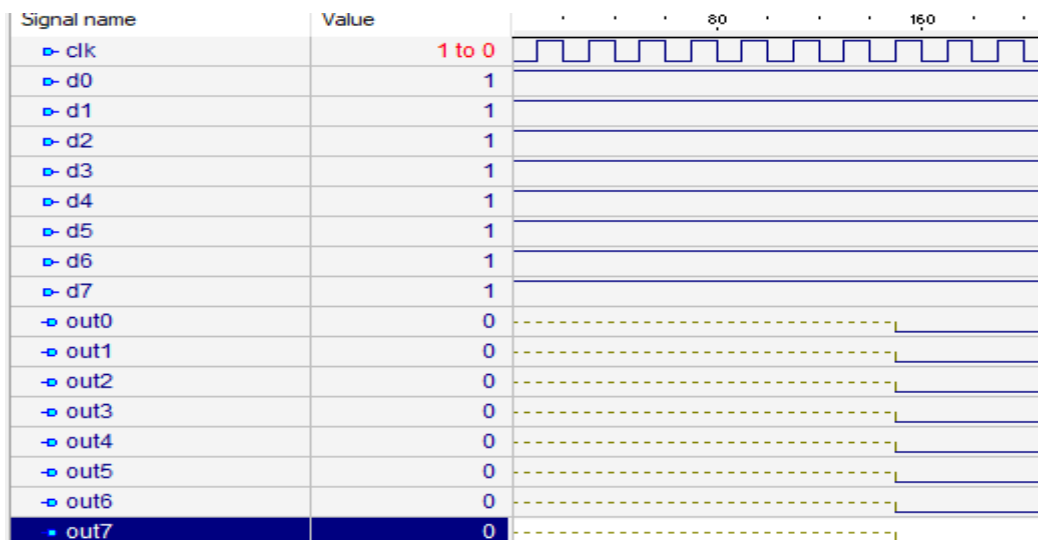 Signal name Value 80 160
clk 1 to 0
d0 1
d1 1
d2 1
d3 1
d4 1
d5 1
d6 1
d7 1
out0 0
out1 0
out2 0
out3 0
out4 0
out5 0
out6 0
out7 0